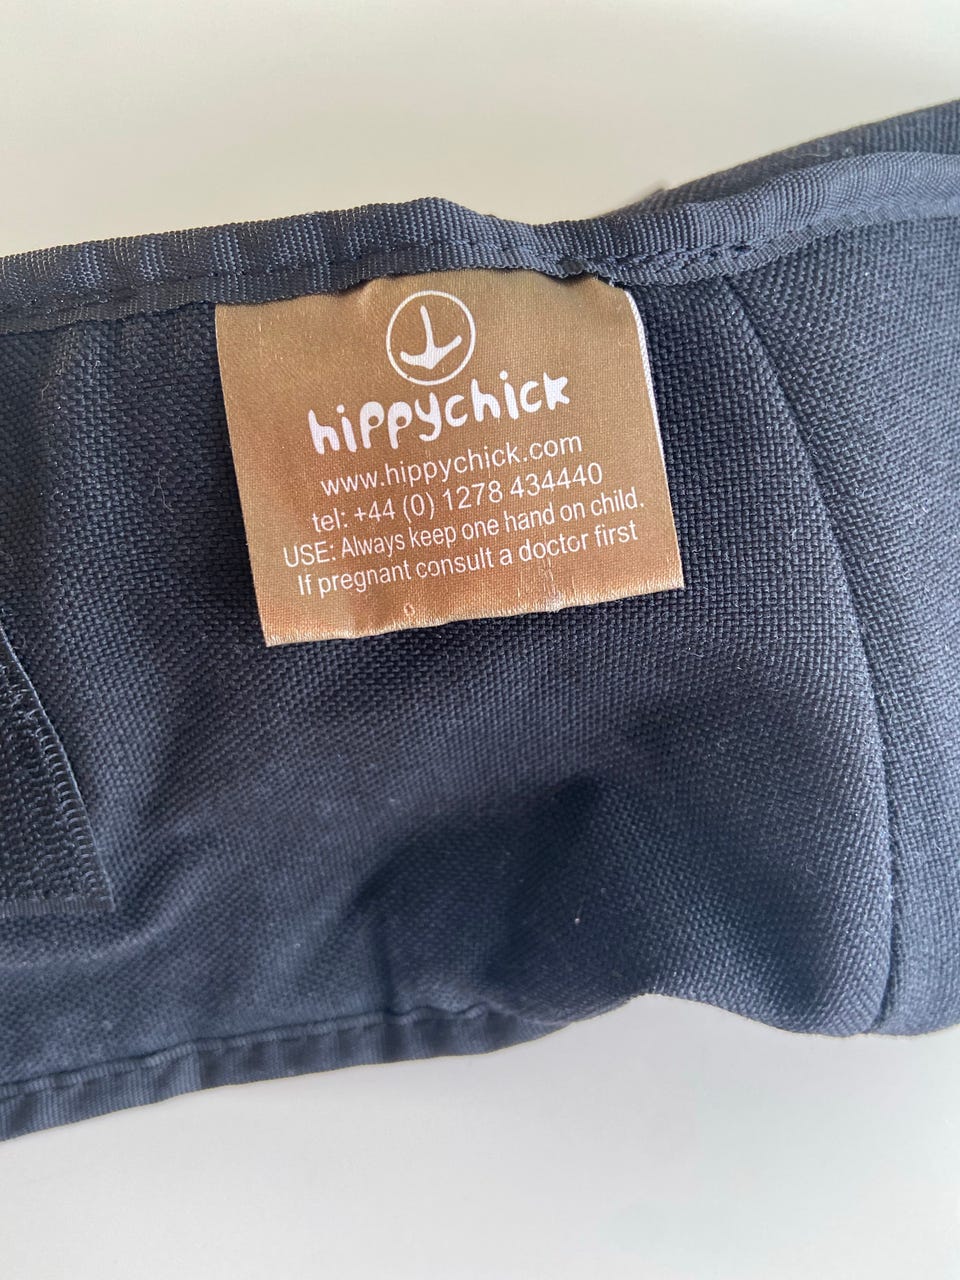 hippychick
www.hippychick.com
tel: +44 (0) 1278 434440
USE: Always keep one hand on child.
If pregnant consult a doctor first